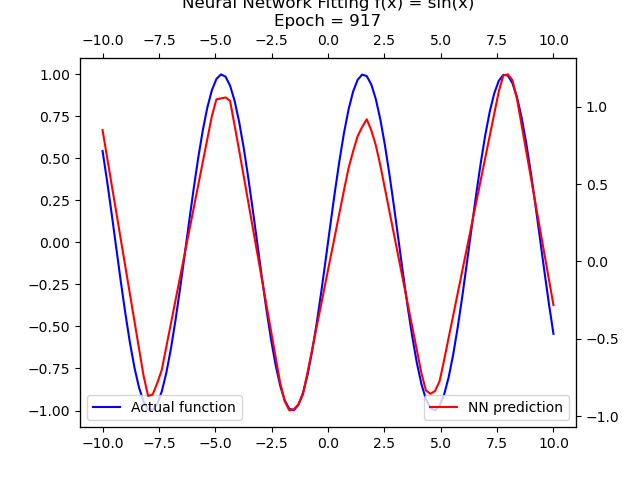 Neural Network Fitting f(x) = sin(x)
Epoch = 917
−10.0 −7.5 −5.0 −2.5 0.0 2.5 5.0 7.5 10.0
1.00
0.75
0.50
0.25
0.00
−0.25
−0.50
−0.75
−1.00
1.0
0.5
0.0
−0.5
−1.0
Actual function
NN prediction
−10.0 −7.5 −5.0 −2.5 0.0 2.5 5.0 7.5 10.0